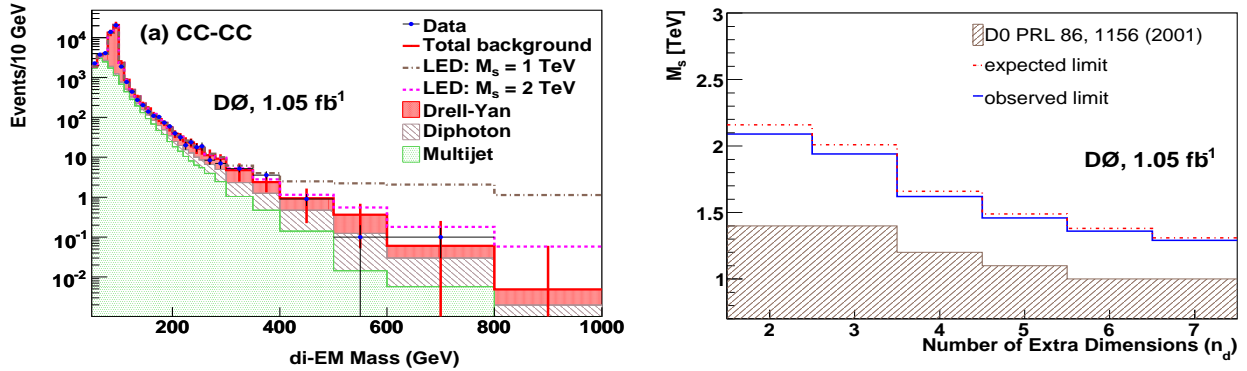 Events/10 GeV
10⁴
10³
10²
10
1
10⁻¹
10⁻²
(a) CC-CC
DØ, 1.05 fb⁻¹
Data
Total background
LED: Mₛ = 1 TeV
LED: Mₛ = 2 TeV
Drell-Yan
Diphoton
Multijet
200 400 600 800 1000
di-EM Mass (GeV)
Mₛ [TeV]
3
2.5
2
1.5
1
D0 PRL 86, 1156 (2001)
expected limit
observed limit
DØ, 1.05 fb⁻¹
2 3 4 5 6 7
Number of Extra Dimensions (n_d)